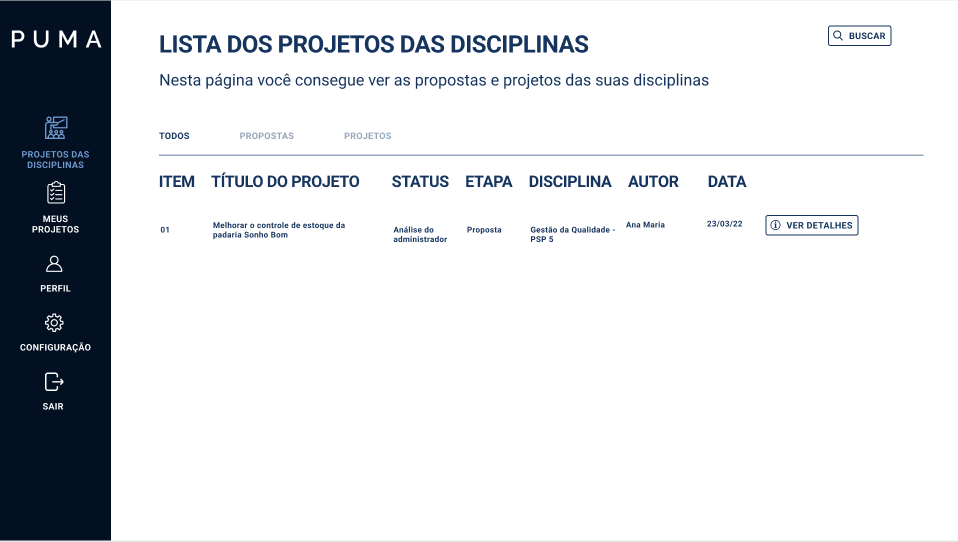 PUMA
PROJETOS DAS
DISCIPLINAS
MEUS
PROJETOS
PERFIL
CONFIGURAÇÃO
SAIR
LISTA DOS PROJETOS DAS DISCIPLINAS
BUSCAR
Nesta página você consegue ver as propostas e projetos das suas disciplinas
TODOS PROPOSTAS PROJETOS
ITEM TÍTULO DO PROJETO STATUS ETAPA DISCIPLINA AUTOR DATA
01
Melhorar o controle de estoque da
padaria Sonho Bom
Análise do
administrador
Proposta
Gestão da Qualidade -
PSP 5
Ana Maria
23/03/22
VER DETALHES